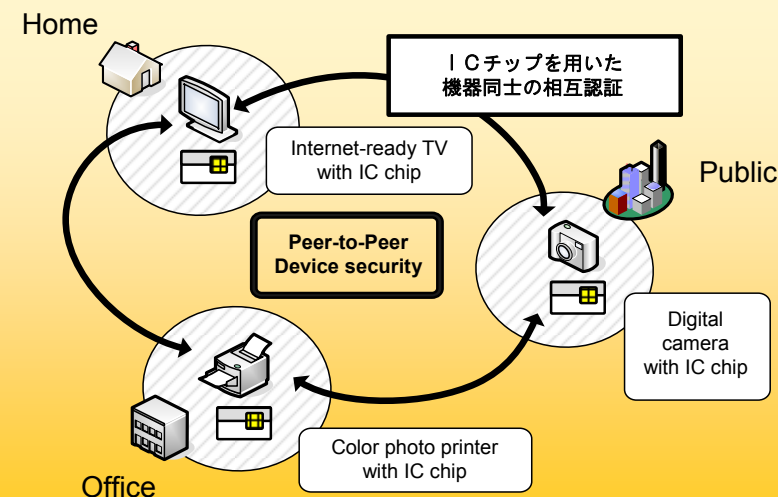 Home
ＩＣチップを用いた
機器同士の相互認証
Internet-ready TV
with IC chip
Public
Peer-to-Peer
Device security
Digital
camera
with IC chip
Color photo printer
with IC chip
Office